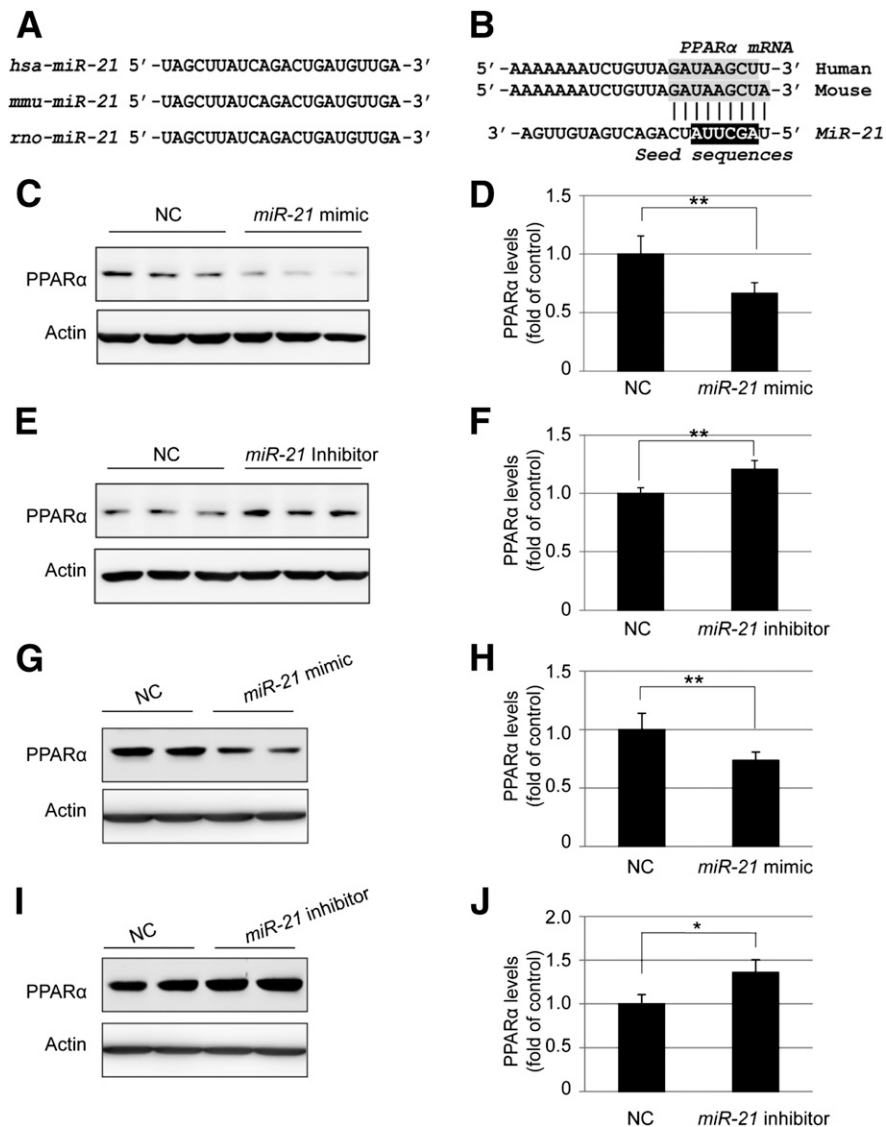 A
hsa-miR-21 5′-UAGCUUAUCAGACUGAUGUUGA-3′
mmu-miR-21 5′-UAGCUUAUCAGACUGAUGUUGA-3′
rno-miR-21 5′-UAGCUUAUCAGACUGAUGUUGA-3′
B
PPARα mRNA
5′-AAAAAAAUCUGUUAGAUAAGCUU-3′ Human
5′-AAAAAAAUCUGUUAGAUAAGCUA-3′ Mouse
3′-AGUUGUAGUCAGACUAUUCGAU-5′ MiR-21
Seed sequences
C
NC miR-21 mimic
PPARα
Actin
D
PPARα levels
(fold of control)
1.5
1.0
0.5
0
**
NC miR-21 mimic
E
NC miR-21 Inhibitor
PPARα
Actin
F
PPARα levels
(fold of control)
1.5
1.0
0.5
0
**
NC miR-21 inhibitor
G
NC miR-21 mimic
PPARα
Actin
H
PPARα levels
(fold of control)
1.5
1.0
0.5
0
**
NC miR-21 mimic
I
NC miR-21 inhibitor
PPARα
Actin
J
PPARα levels
(fold of control)
2.0
1.5
1.0
0.5
0
*
NC miR-21 inhibitor